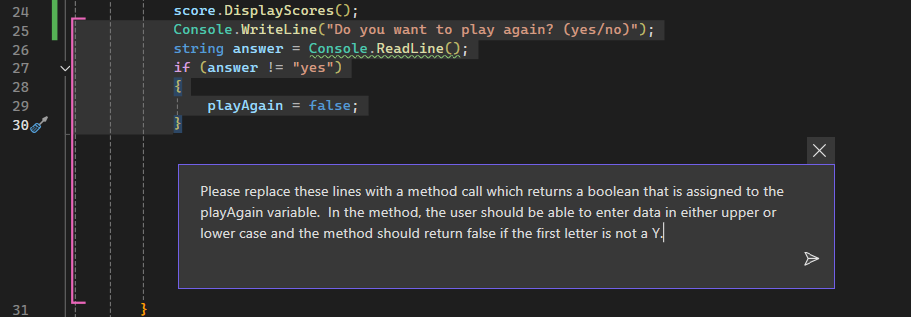 24 score.DisplayScores();
25 Console.WriteLine("Do you want to play again? (yes/no)");
26 string answer = Console.ReadLine();
27 if (answer != "yes")
28 {
29 playAgain = false;
30 }
Please replace these lines with a method call which returns a boolean that is assigned to the
playAgain variable.  In the method, the user should be able to enter data in either upper or
lower case and the method should return false if the first letter is not a Y.
31 }